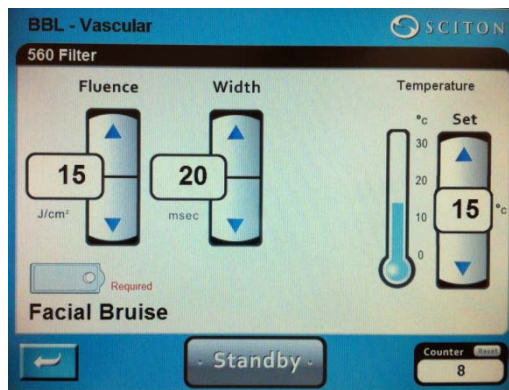 BBL - Vascular
SCITON
560 Filter
Fluence
Width
Temperature
°c
Set
30
20
10
0
15
J/cm²
20
msec
15
°c
Required
Facial Bruise
Standby
Counter
Reset
8